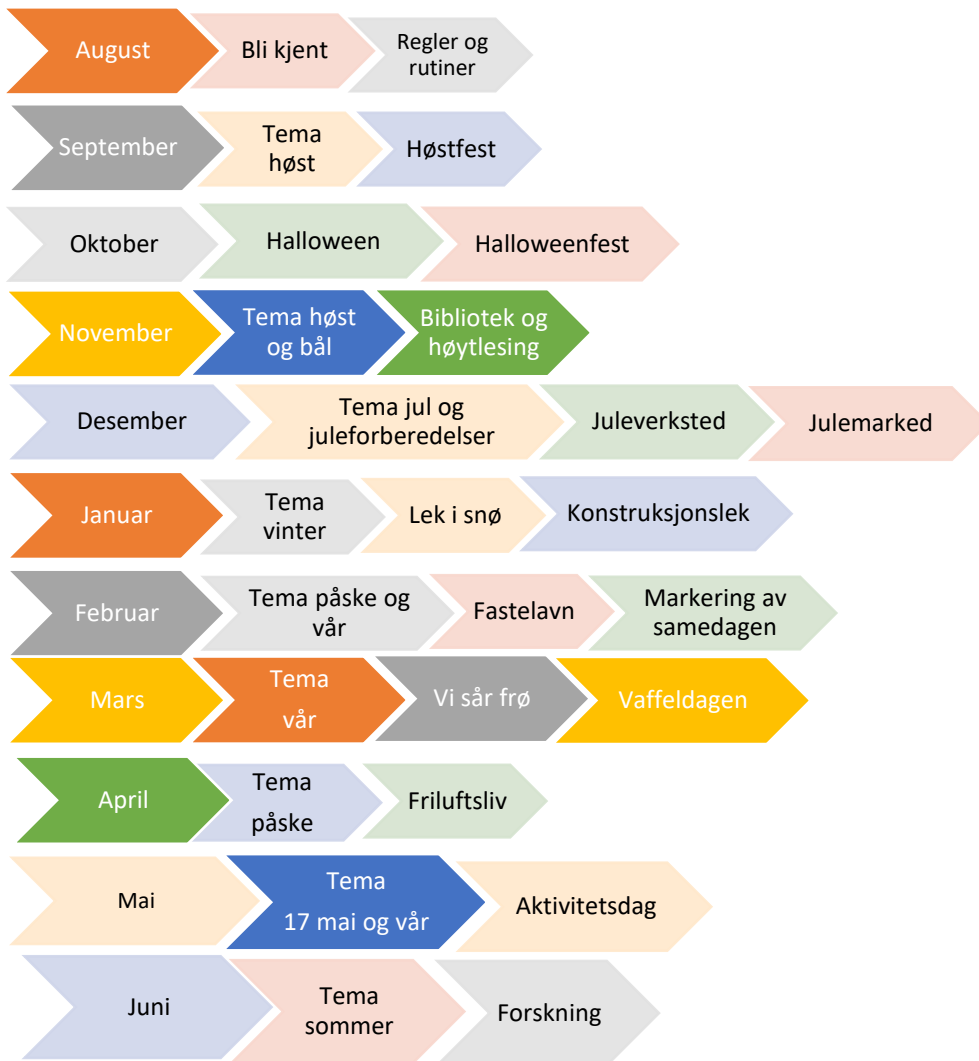 August
Bli kjent
Regler og
rutiner
September
Tema
høst
Høstfest
Oktober
Halloween
Halloweenfest
November
Tema høst
og bål
Bibliotek og
høytlesing
Desember
Tema jul og
juleforberedelser
Juleverksted
Julemarked
Januar
Tema
vinter
Lek i snø
Konstruksjonslek
Februar
Tema påske og
vår
Fastelavn
Markering av
samedagen
Mars
Tema
vår
Vi sår frø
Vaffeldagen
April
Tema
påske
Friluftsliv
Mai
Tema
17 mai og vår
Aktivitetsdag
Juni
Tema
sommer
Forskning